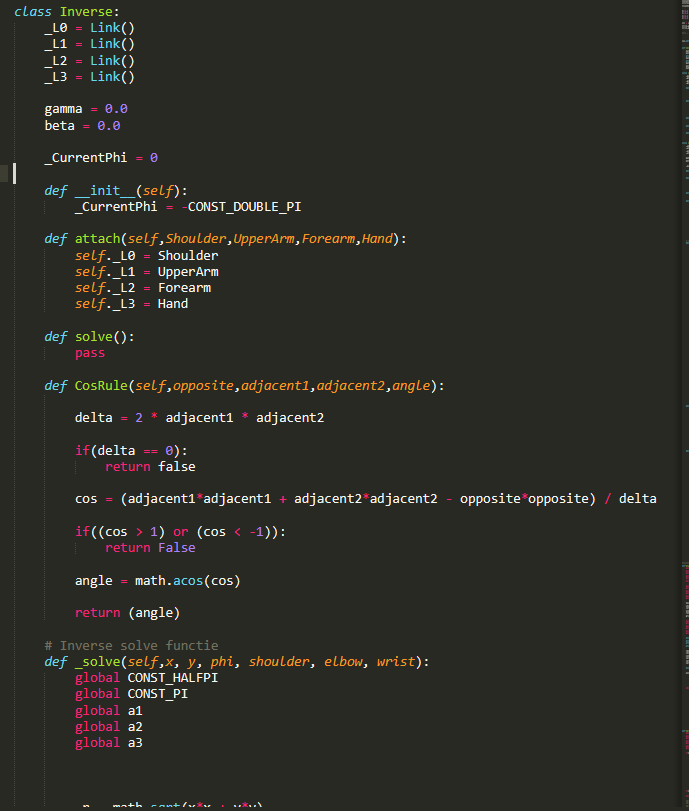 class Inverse:
    _L0 = Link()
    _L1 = Link()
    _L2 = Link()
    _L3 = Link()
    gamma = 0.0
    beta = 0.0
    _CurrentPhi = 0
    def __init__(self):
        _CurrentPhi = -CONST_DOUBLE_PI
    def attach(self,Shoulder,UpperArm,Forearm,Hand):
        self._L0 = Shoulder
        self._L1 = UpperArm
        self._L2 = Forearm
        self._L3 = Hand
    def solve():
        pass
    def CosRule(self,opposite,adjacent1,adjacent2,angle):
        delta = 2 * adjacent1 * adjacent2
        if(delta == 0):
            return false
        cos = (adjacent1*adjacent1 + adjacent2*adjacent2 - opposite*opposite) / delta
        if((cos > 1) or (cos < -1)):
            return False
        angle = math.acos(cos)
        return (angle)
    # Inverse solve functie
    def _solve(self,x, y, phi, shoulder, elbow, wrist):
        global CONST_HALFPI
        global CONST_PI
        global a1
        global a2
        global a3